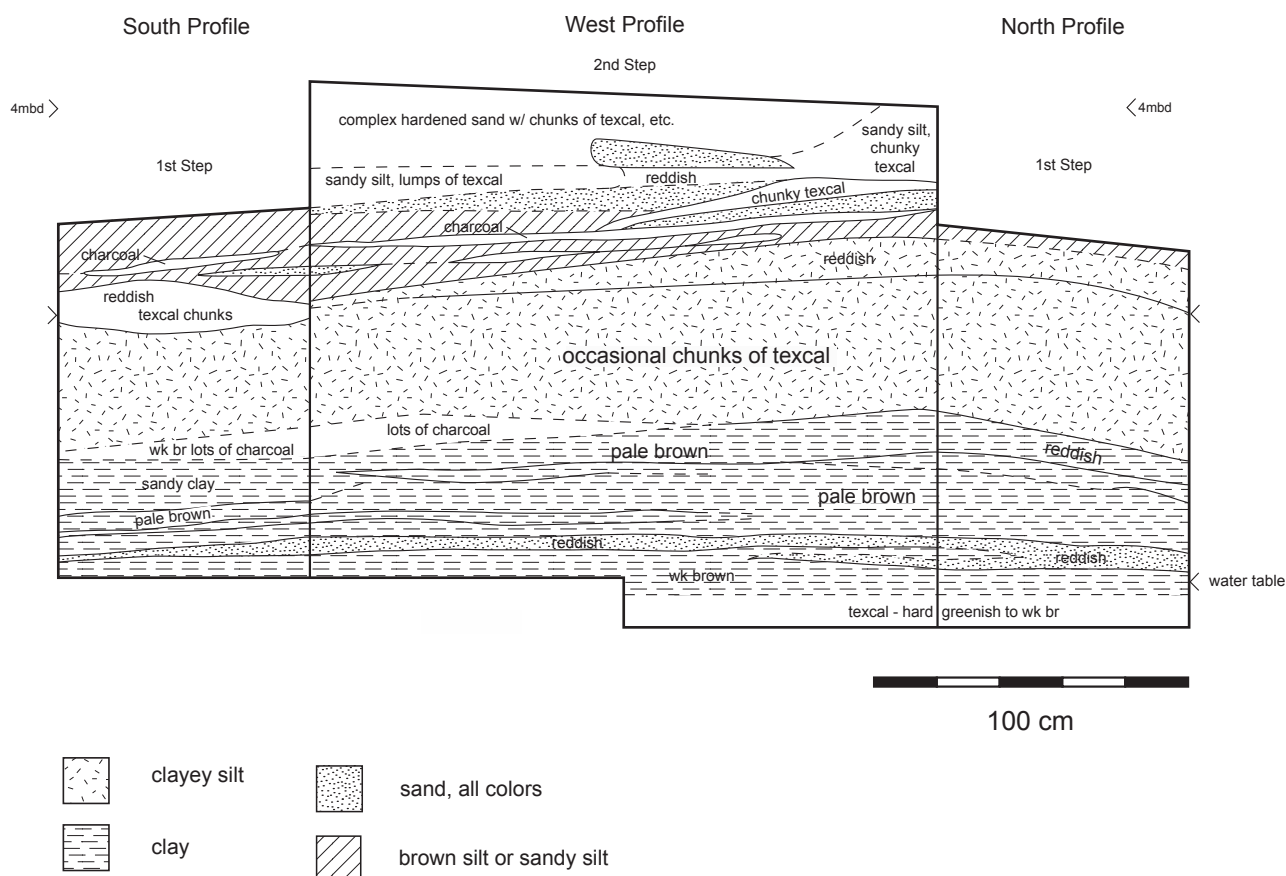 South Profile
West Profile
North Profile
2nd Step
4mbd
4mbd
complex hardened sand w/ chunks of texcal, etc.
sandy silt,
chunky
texcal
1st Step
1st Step
sandy silt, lumps of texcal
reddish
chunky texcal
charcoal
charcoal
reddish
reddish
texcal chunks
occasional chunks of texcal
lots of charcoal
wk br lots of charcoal
pale brown
reddish
sandy clay
pale brown
pale brown
reddish
reddish
wk brown
water table
texcal - hard greenish to wk br
100 cm
clayey silt
sand, all colors
clay
brown silt or sandy silt